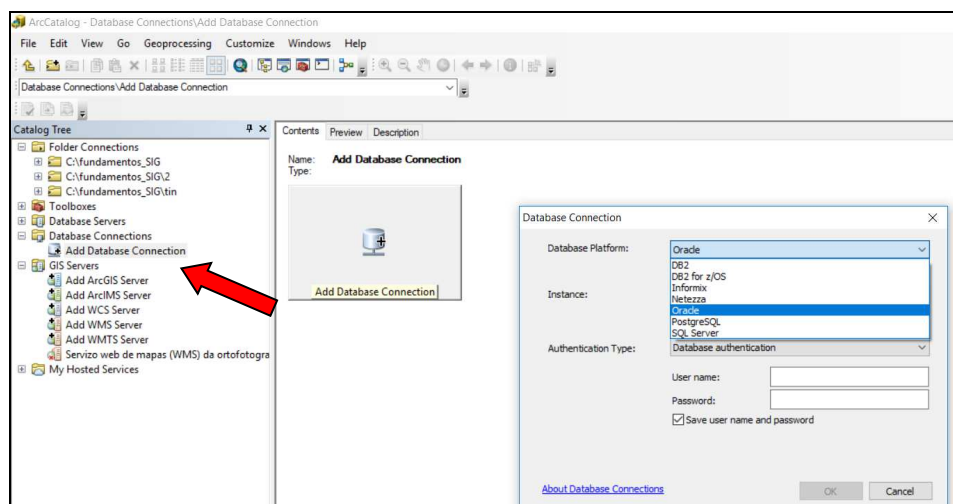 ArcCatalog - Database Connections\Add Database Connection
File Edit View Go Geoprocessing Customize Windows Help
Database Connections\Add Database Connection
Catalog Tree
Folder Connections
C:\fundamentos_SIG
C:\fundamentos_SIG\2
C:\fundamentos_SIG\tin
Toolboxes
Database Servers
Database Connections
Add Database Connection
GIS Servers
Add ArcGIS Server
Add ArcIMS Server
Add WCS Server
Add WMS Server
Add WMTS Server
Servizo web de mapas (WMS) da ortofotogra
My Hosted Services
Contents Preview Description
Name: Add Database Connection
Type:
Add Database Connection
Database Connection
Database Platform: Oracle
DB2
DB2 for z/OS
Informix
Netezza
Oracle
PostgreSQL
SQL Server
Instance:
Authentication Type: Database authentication
User name:
Password:
Save user name and password
About Database Connections
OK Cancel